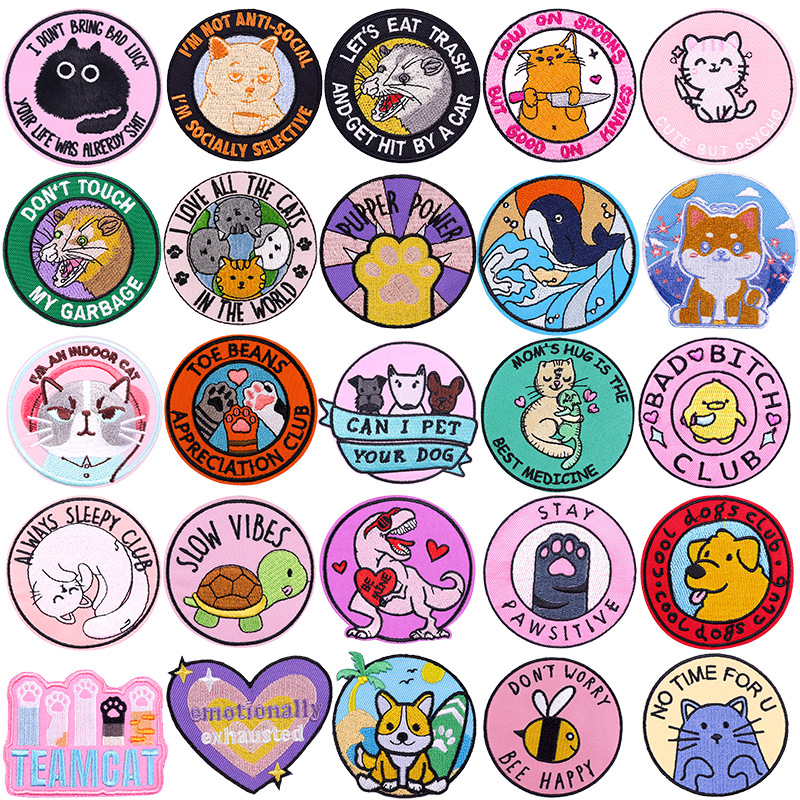 I DON'T BRING BAD LUCK
YOUR LIFE WAS ALRERDY SHIT
I'M NOT ANTI-SOCIAL
I'M SOCIALLY SELECTIVE
LET'S EAT TRASH
AND GET HIT BY A CAR
LOW ON SPOONS
BUT GOOD ON KNIVES
CUTE BUT PSYCHO
DON'T TOUCH
MY GARBAGE
I LOVE ALL THE CATS
IN THE WORLD
PUPPER POWER
I'M AN INDOOR CAT
TOE BEANS
APPRECIATION CLUB
CAN I PET
YOUR DOG
MOM'S HUG IS THE
BEST MEDICINE
BAD BITCH
CLUB
ALWAYS SLEEPY CLUB
SLOW VIBES
BE
MINE
STAY
PAWSITIVE
cool dogs club
cool dogs club
TEAMCAT
emotionally
exhausted
DON'T WORRY
BEE HAPPY
NO TIME FOR U